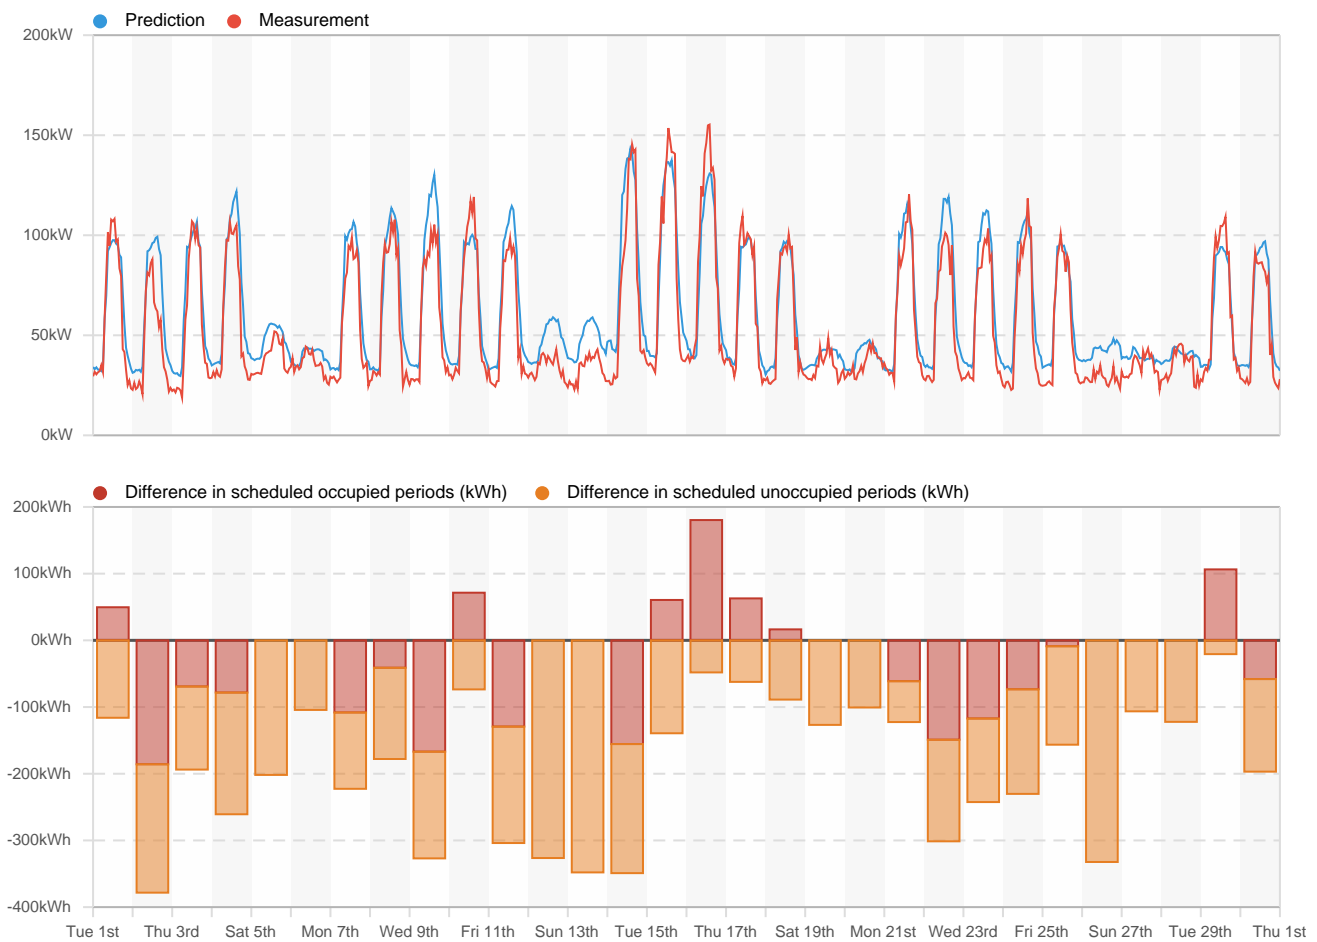 Prediction Measurement
200kW
150kW
100kW
50kW
0kW
Difference in scheduled occupied periods (kWh) Difference in scheduled unoccupied periods (kWh)
200kWh
100kWh
0kWh
-100kWh
-200kWh
-300kWh
-400kWh
Tue 1st Thu 3rd Sat 5th Mon 7th Wed 9th Fri 11th Sun 13th Tue 15th Thu 17th Sat 19th Mon 21st Wed 23rd Fri 25th Sun 27th Tue 29th Thu 1st